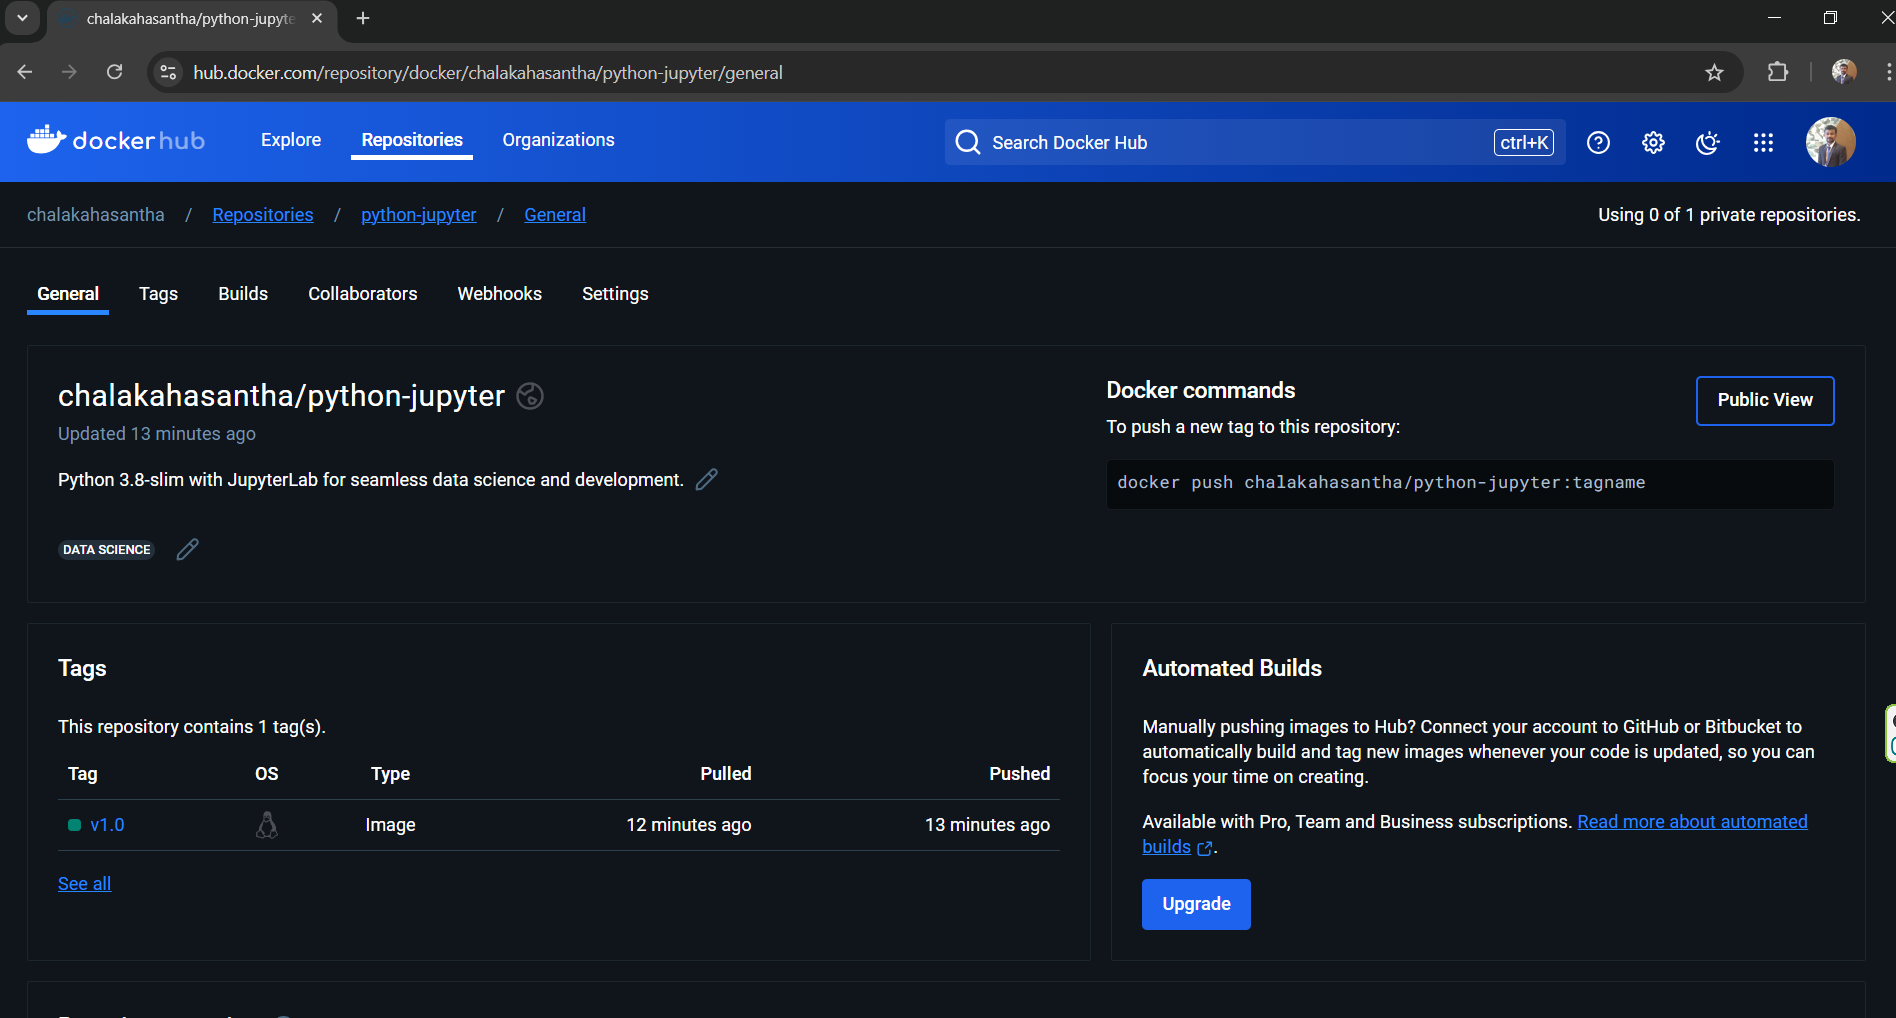 chalakahasantha/python-jupyte
hub.docker.com/repository/docker/chalakahasantha/python-jupyter/general
dockerhub Explore Repositories Organizations Search Docker Hub ctrl+K
chalakahasantha / Repositories / python-jupyter / General Using 0 of 1 private repositories.
General Tags Builds Collaborators Webhooks Settings
chalakahasantha/python-jupyter
Updated 13 minutes ago
Python 3.8-slim with JupyterLab for seamless data science and development.
DATA SCIENCE
Docker commands
Public View
To push a new tag to this repository:
docker push chalakahasantha/python-jupyter:tagname
Tags
This repository contains 1 tag(s).
Tag OS Type Pulled Pushed
v1.0 Image 12 minutes ago 13 minutes ago
See all
Automated Builds
Manually pushing images to Hub? Connect your account to GitHub or Bitbucket to
automatically build and tag new images whenever your code is updated, so you can
focus your time on creating.
Available with Pro, Team and Business subscriptions. Read more about automated
builds .
Upgrade